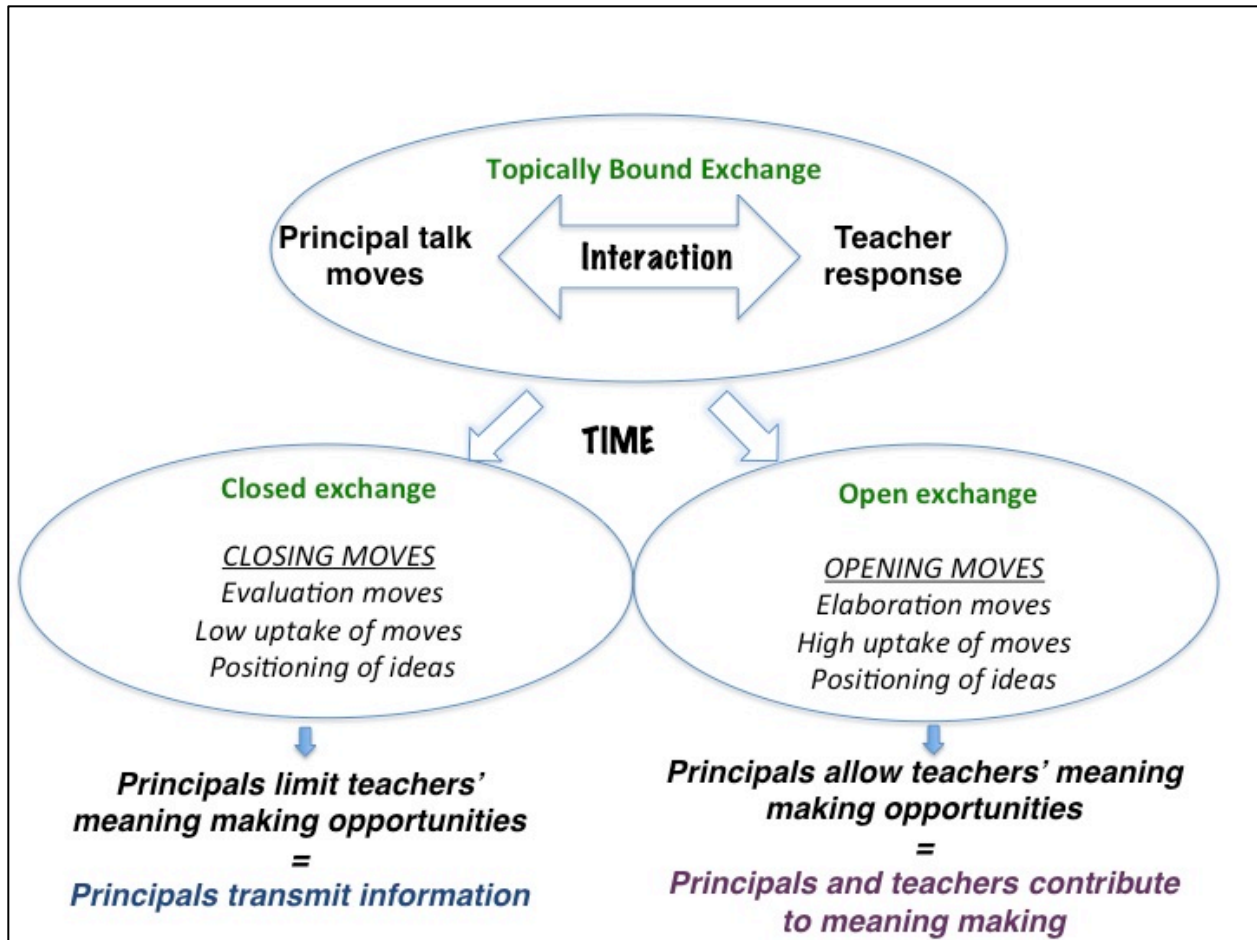 Topically Bound Exchange
Principal talk
moves
Interaction
Teacher
response
TIME
Closed exchange
CLOSING MOVES
Evaluation moves
Low uptake of moves
Positioning of ideas
Open exchange
OPENING MOVES
Elaboration moves
High uptake of moves
Positioning of ideas
Principals limit teachers’
meaning making opportunities
=
Principals transmit information
Principals allow teachers’ meaning
making opportunities
=
Principals and teachers contribute
to meaning making